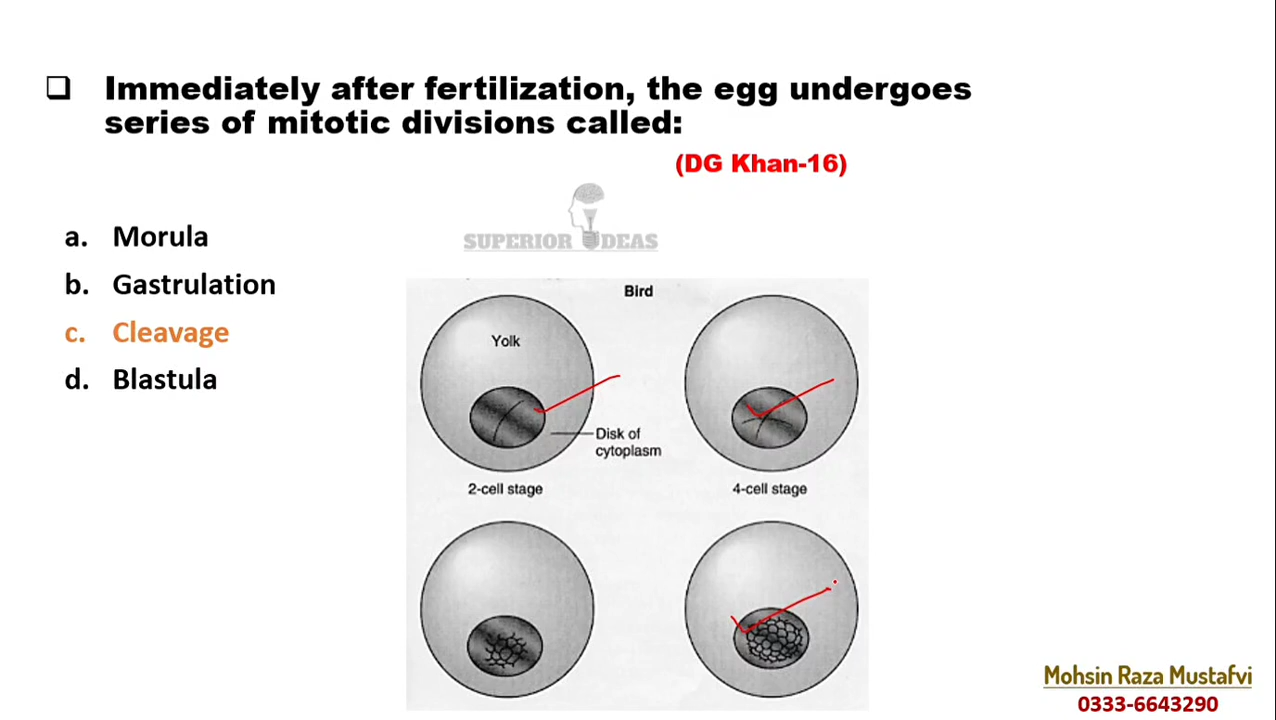 Immediately after fertilization, the egg undergoes
series of mitotic divisions called:
(DG Khan-16)
SUPERIOR IDEAS
a. Morula
b. Gastrulation
c. Cleavage
d. Blastula
Bird
Yolk
Disk of
cytoplasm
2-cell stage
4-cell stage
Mohsin Raza Mustafvi
0333-6643290